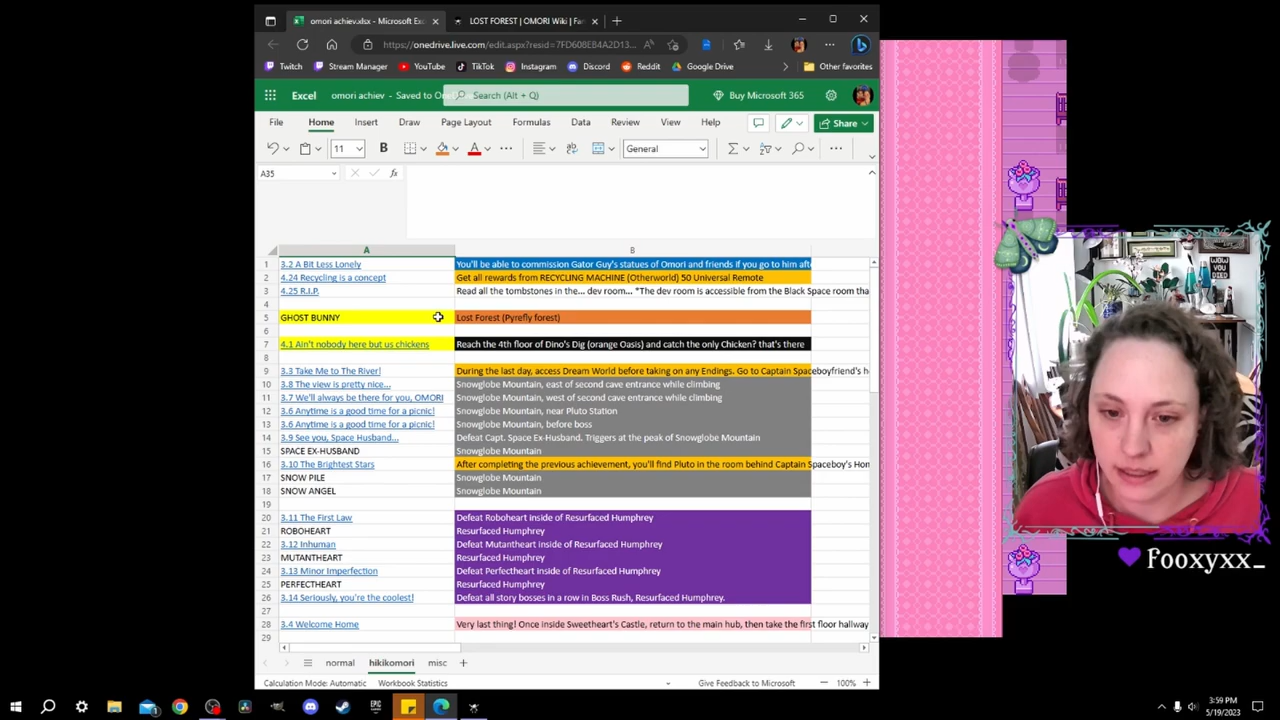 omori achiev.xlsx - Microsoft Exc
LOST FOREST | OMORI Wiki | Fan
https://onedrive.live.com/edit.aspx?resid=7FD608E84A2D13...
Twitch
Stream Manager
YouTube
TikTok
Instagram
Discord
Reddit
Google Drive
Other favorites
Excel
omori achiev - Saved to On
Search (Alt + Q)
Buy Microsoft 365
File Home Insert Draw Page Layout Formulas Data Review View Help
Share
11
B
General
A35
fx
A B
1 3.2 A Bit Less Lonely You'll be able to commission Gator Guy's statues of Omori and friends if you go to him aft
2 4.24 Recycling is a concept Get all rewards from RECYCLING MACHINE (Otherworld) 50 Universal Remote
3 4.25 R.I.P. Read all the tombstones in the... dev room... *The dev room is accessible from the Black Space room tha
4
5 GHOST BUNNY Lost Forest (Pyrefly forest)
6
7 4.1 Ain't nobody here but us chickens Reach the 4th floor of Dino's Dig (orange Oasis) and catch the only Chicken? that's there
8
9 3.3 Take Me to The River! During the last day, access Dream World before taking on any Endings. Go to Captain Spaceboyfriend's h
10 3.8 The view is pretty nice... Snowglobe Mountain, east of second cave entrance while climbing
11 3.7 We'll always be there for you, OMORI Snowglobe Mountain, west of second cave entrance while climbing
12 3.6 Anytime is a good time for a picnic! Snowglobe Mountain, near Pluto Station
13 3.6 Anytime is a good time for a picnic! Snowglobe Mountain, before boss
14 3.9 See you, Space Husband... Defeat Capt. Space Ex-Husband. Triggers at the peak of Snowglobe Mountain
15 SPACE EX-HUSBAND Snowglobe Mountain
16 3.10 The Brightest Stars After completing the previous achievement, you'll find Pluto in the room behind Captain Spaceboy's Hom
17 SNOW PILE Snowglobe Mountain
18 SNOW ANGEL Snowglobe Mountain
19
20 3.11 The First Law Defeat Roboheart Inside of Resurfaced Humphrey
21 ROBOHEART Resurfaced Humphrey
22 3.12 Inhuman Defeat Mutantheart inside of Resurfaced Humphrey
23 MUTANTHEART Resurfaced Humphrey
24 3.13 Minor Imperfection Defeat Perfectheart Inside of Resurfaced Humphrey
25 PERFECTHEART Resurfaced Humphrey
26 3.14 Seriously, you're the coolest! Defeat all story bosses in a row in Boss Rush, Resurfaced Humphrey.
27
28 3.4 Welcome Home Very last thing! Once inside Sweetheart's Castle, return to the main hub, then take the first floor hallway
29
normal hikikomori misc
Calculation Mode: Automatic Workbook Statistics Give Feedback to Microsoft 100%
WOW
YOU
DIED
fooxyxx_
EPIC
3:59 PM
5/19/2023